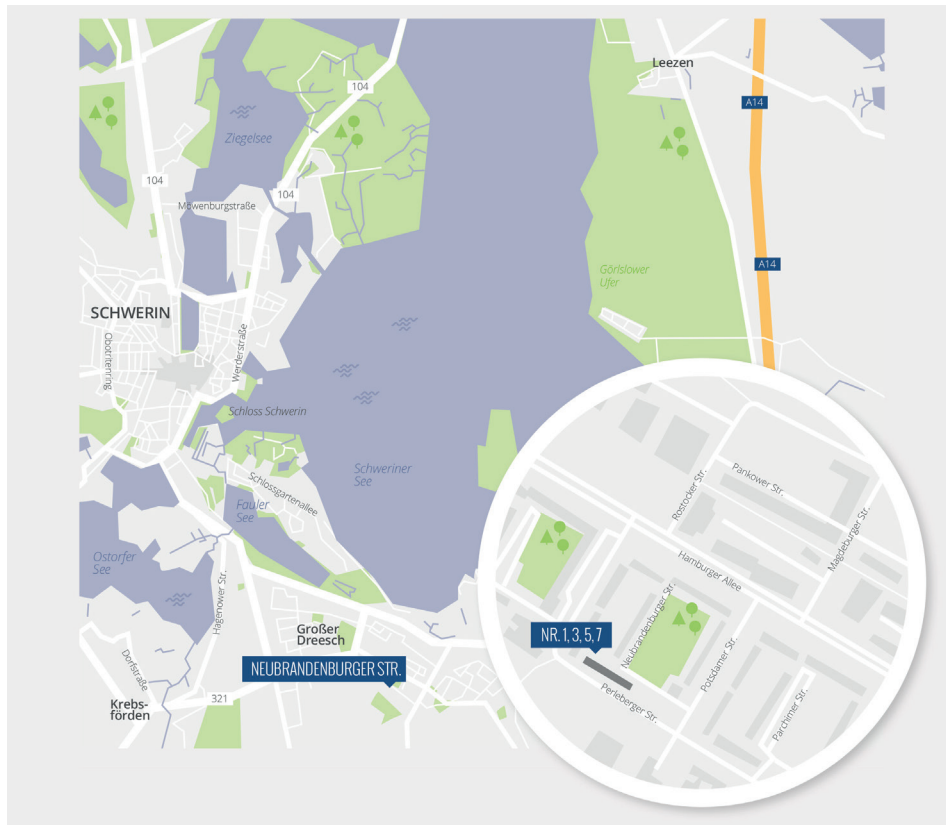 Leezen
104
A14
Ziegelsee
104
104
Möwenburgstraße
A14
Görlslower
Ufer
SCHWERIN
Obotritenring
Werderstraße
Schloss Schwerin
Schweriner
See
Schlossgartenallee
Fauler
See
Ostorfer
See
Hagenower Str.
Großer
Dreesch
NEUBRANDENBURGER STR.
Dorfstraße
Krebs-
förden
321
Pankower Str.
Rostocker Str.
Magdeburger Str.
Hamburger Allee
NR. 1, 3, 5, 7
Neubrandenburger Str.
Potsdamer Str.
Perleberger Str.
Parchimer Str.